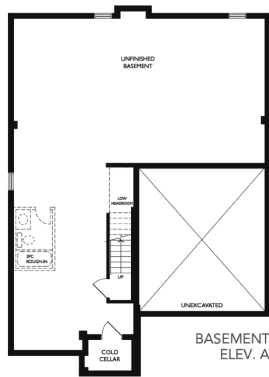 UNFINISHED
BASEMENT
LOW
HEADROOM
3PC
ROUGH-IN
UP
UNEXCAVATED
COLD
CELLAR
BASEMENT
ELEV. A